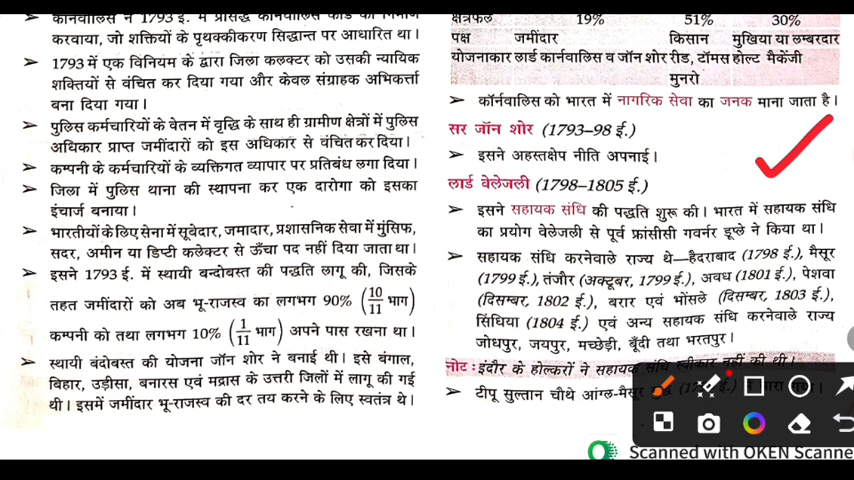 कार्नवालिस ने 1793 ई. में प्रसिद्ध कार्नवालिस कोड का निर्माण
करवाया, जो शक्तियों के पृथक्कीकरण सिद्धान्त पर आधारित था।
➢ 1793 में एक विनियम के द्वारा जिला कलक्टर को उसकी न्यायिक
शक्तियों से वंचित कर दिया गया और केवल संग्राहक अभिकर्त्ता
बना दिया गया।
➢ पुलिस कर्मचारियों के वेतन में वृद्धि के साथ ही ग्रामीण क्षेत्रों में पुलिस
अधिकार प्राप्त जमींदारों को इस अधिकार से वंचित कर दिया।
➢ कम्पनी के कर्मचारियों के व्यक्तिगत व्यापार पर प्रतिबंध लगा दिया।
➢ जिला में पुलिस थाना की स्थापना कर एक दारोगा को इसका
इंचार्ज बनाया।
➢ भारतीयों के लिए सेना में सूबेदार, जमादार, प्रशासनिक सेवा में मुंसिफ,
सदर, अमीन या डिप्टी कलेक्टर से ऊँचा पद नहीं दिया जाता था।
➢ इसने 1793 ई. में स्थायी बन्दोबस्त की पद्धति लागू की, जिसके
तहत जमींदारों को अब भू-राजस्व का लगभग 90% (10/11 भाग)
कम्पनी को तथा लगभग 10% (1/11 भाग) अपने पास रखना था।
➢ स्थायी बंदोबस्त की योजना जॉन शोर ने बनाई थी। इसे बंगाल,
बिहार, उड़ीसा, बनारस एवं मद्रास के उत्तरी जिलों में लागू की गई
थी। इसमें जमींदार भू-राजस्व की दर तय करने के लिए स्वतंत्र थे।
क्षेत्रफल 19% 51% 30%
पक्ष जमींदार किसान मुखिया या लम्बरदार
योजनाकार लार्ड कार्नवालिस व जॉन शोर रीड, टॉमस होल्ट मैकेंजी
मुनरो
➢ कॉर्नवालिस को भारत में नागरिक सेवा का जनक माना जाता है।
सर जॉन शोर (1793-98 ई.)
➢ इसने अहस्तक्षेप नीति अपनाई।
लार्ड वेलेजली (1798-1805 ई.)
➢ इसने सहायक संधि की पद्धति शुरू की। भारत में सहायक संधि
का प्रयोग वेलेजली से पूर्व फ्रांसीसी गवर्नर डूप्ले ने किया था।
➢ सहायक संधि करनेवाले राज्य थे—हैदराबाद (1798 ई.), मैसूर
(1799 ई.), तंजौर (अक्टूबर, 1799 ई.), अवध (1801 ई.), पेशवा
(दिसम्बर, 1802 ई.), बरार एवं भोंसले (दिसम्बर, 1803 ई.),
सिंधिया (1804 ई.) एवं अन्य सहायक संधि करनेवाले राज्य
जोधपुर, जयपुर, मच्छेड़ी, बूँदी तथा भरतपुर।
नोट : इंदौर के होल्करों ने सहायक संधि स्वीकार नहीं की थी।
➢ टीपू सुल्तान चौथे आंग्ल-मैसूर
Scanned with OKEN Scanne